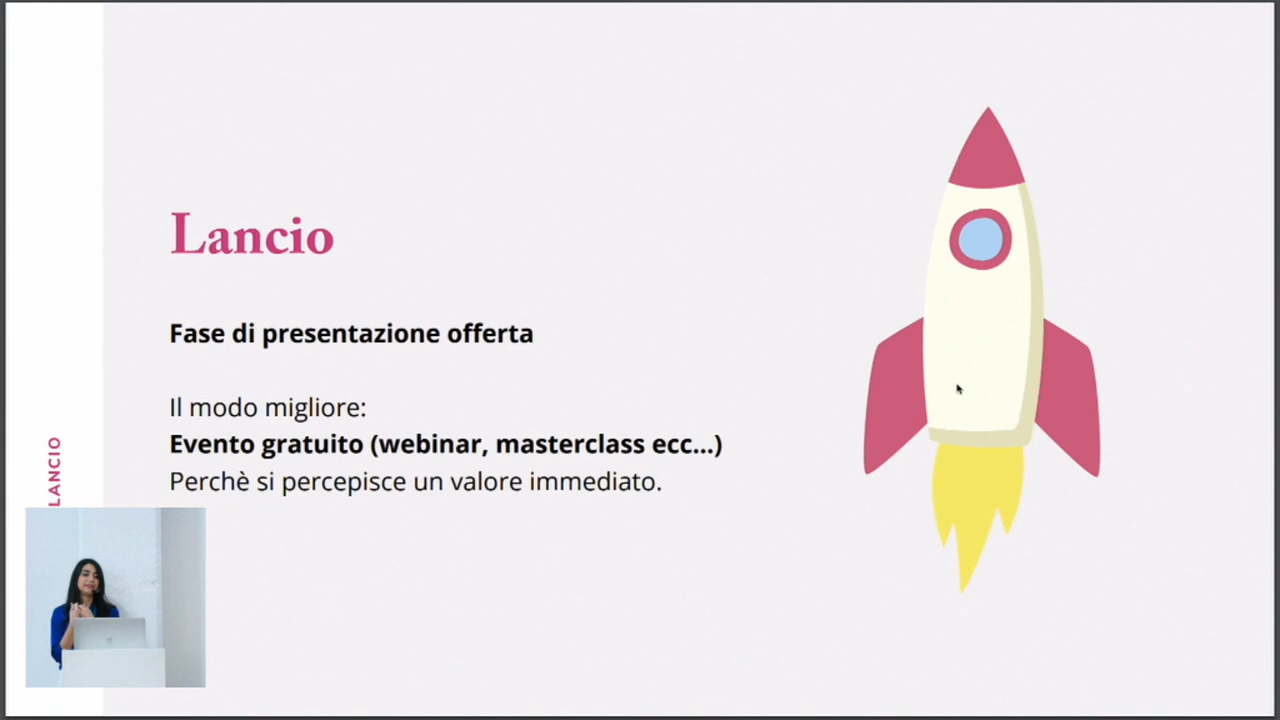 Lancio
Fase di presentazione offerta
Il modo migliore:
Evento gratuito (webinar, masterclass ecc...)
Perchè si percepisce un valore immediato.
LANCIO